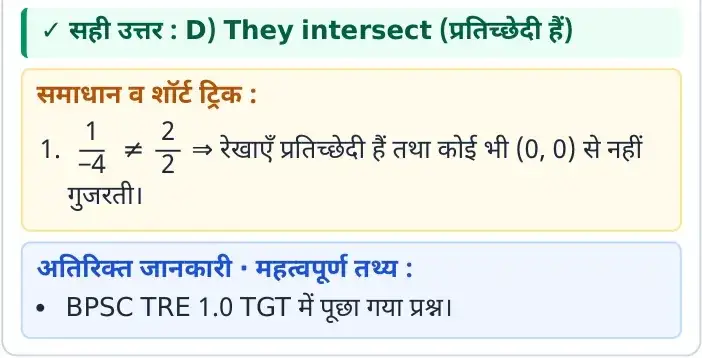 ✓ सही उत्तर : D) They intersect (प्रतिच्छेदी हैं)
समाधान व शॉर्ट ट्रिक :
1. 1/−4 ≠ 2/2 ⇒ रेखाएँ प्रतिच्छेदी हैं तथा कोई भी (0, 0) से नहीं
गुजरती।
अतिरिक्त जानकारी · महत्वपूर्ण तथ्य :
• BPSC TRE 1.0 TGT में पूछा गया प्रश्न।